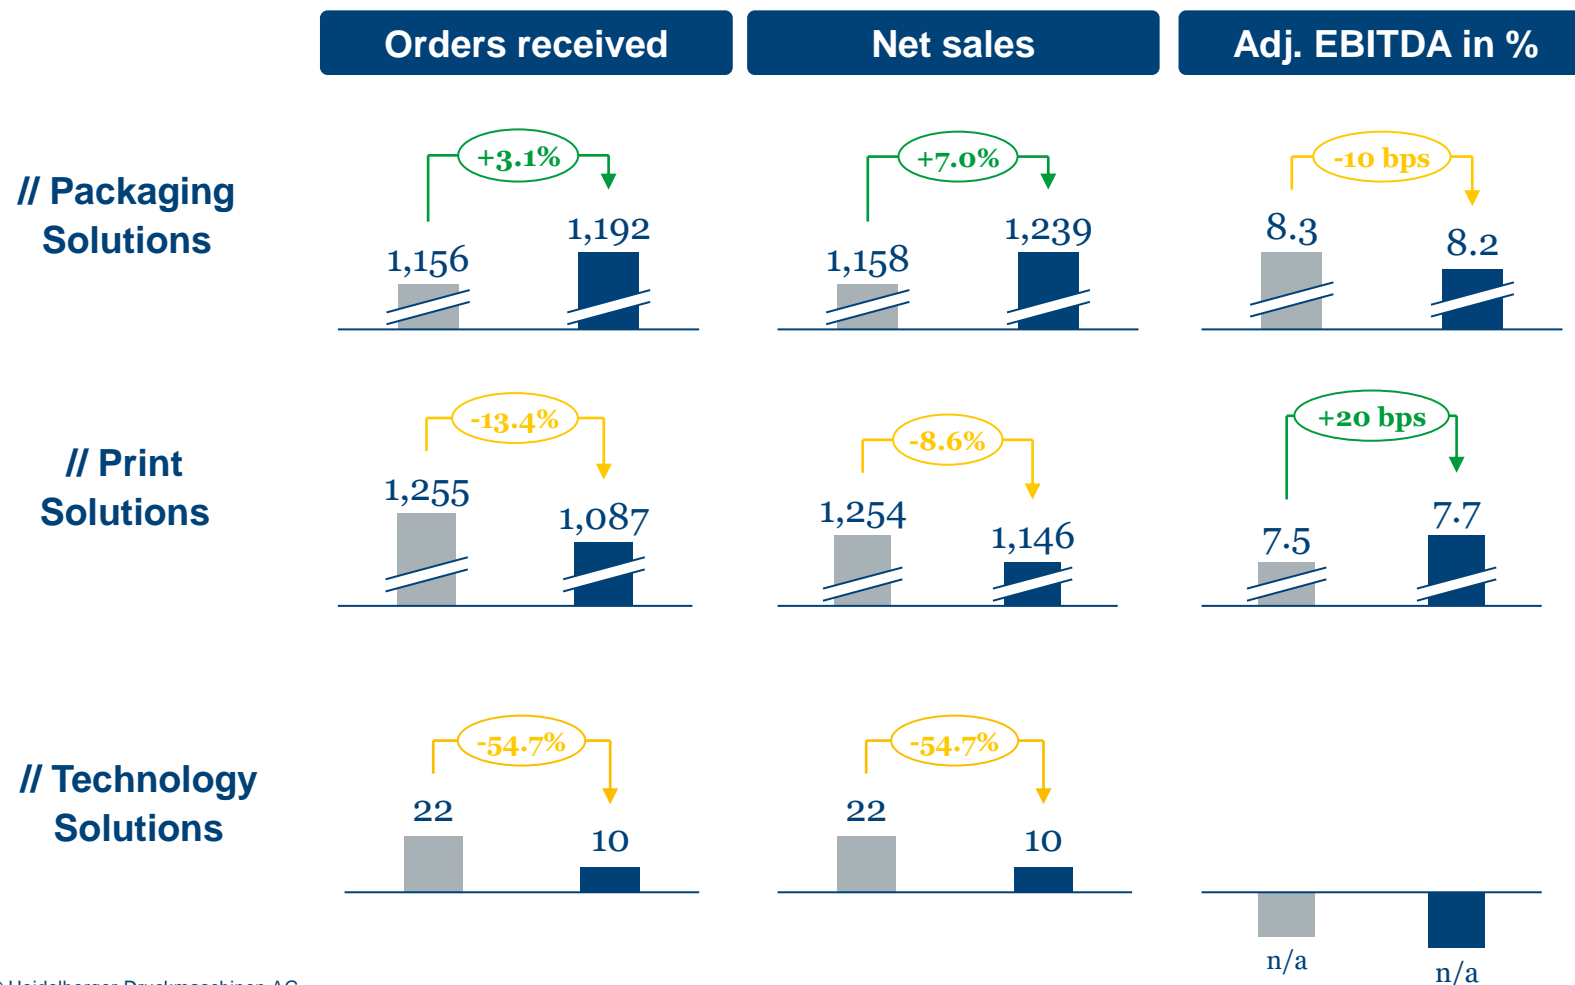 Orders received
Net sales
Adj. EBITDA in %
// Packaging
Solutions
+3.1%
1,156
1,192
+7.0%
1,158
1,239
-10 bps
8.3
8.2
// Print
Solutions
-13.4%
1,255
1,087
-8.6%
1,254
1,146
+20 bps
7.5
7.7
// Technology
Solutions
-54.7%
22
10
-54.7%
22
10
n/a
n/a
Heidelberger Druckmaschinen AG